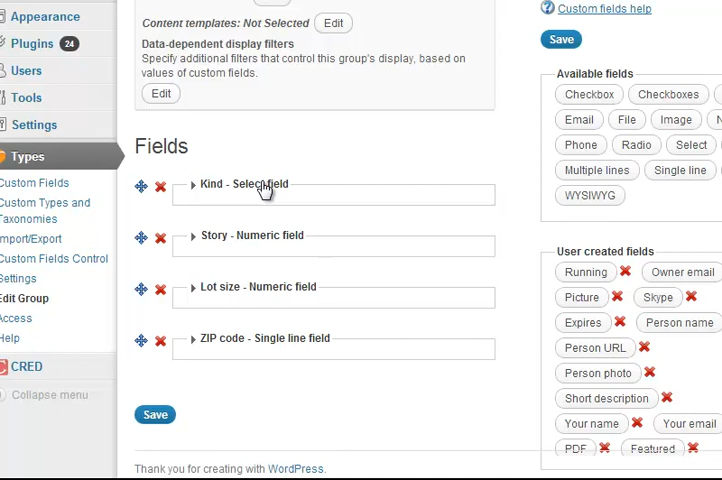 Appearance
Plugins 24
Users
Tools
Settings
Types
Custom Fields
Custom Types and
Taxonomies
Import/Export
Custom Fields Control
Settings
Edit Group
Access
Help
CRED
Collapse menu
Content templates: Not Selected Edit
Data-dependent display filters
Specify additional filters that control this group's display, based on
values of custom fields.
Edit
Fields
Kind - Select field
Story - Numeric field
Lot size - Numeric field
ZIP code - Single line field
Save
Thank you for creating with WordPress.
Custom fields help
Save
Available fields
Checkbox Checkboxes
Email File Image
Phone Radio Select
Multiple lines Single line
WYSIWYG
User created fields
Running Owner email
Picture Skype
Expires Person name
Person URL
Person photo
Short description
Your name Your email
PDF Featured